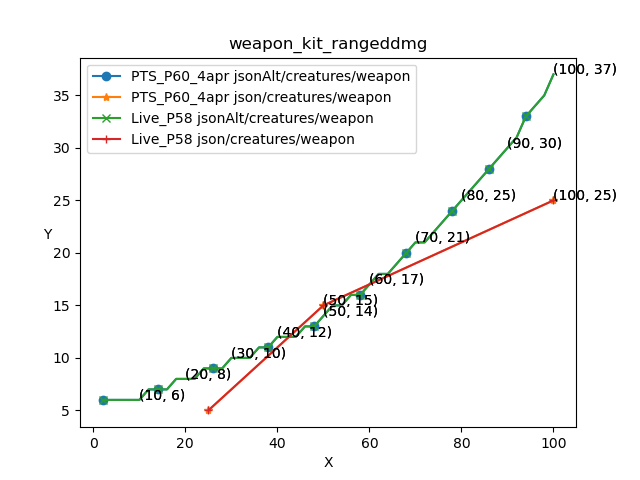 weapon_kit_rangeddmg
PTS_P60_4apr jsonAlt/creatures/weapon
PTS_P60_4apr json/creatures/weapon
Live_P58 jsonAlt/creatures/weapon
Live_P58 json/creatures/weapon
(100, 37)
35
(90, 30)
30
(80, 25)
(100, 25)
25
Y
(70, 21)
20
(60, 17)
(50, 15)
15
(50, 14)
(40, 12)
(30, 10)
10
(20, 8)
(10, 6)
5
0 20 40 60 80 100
X